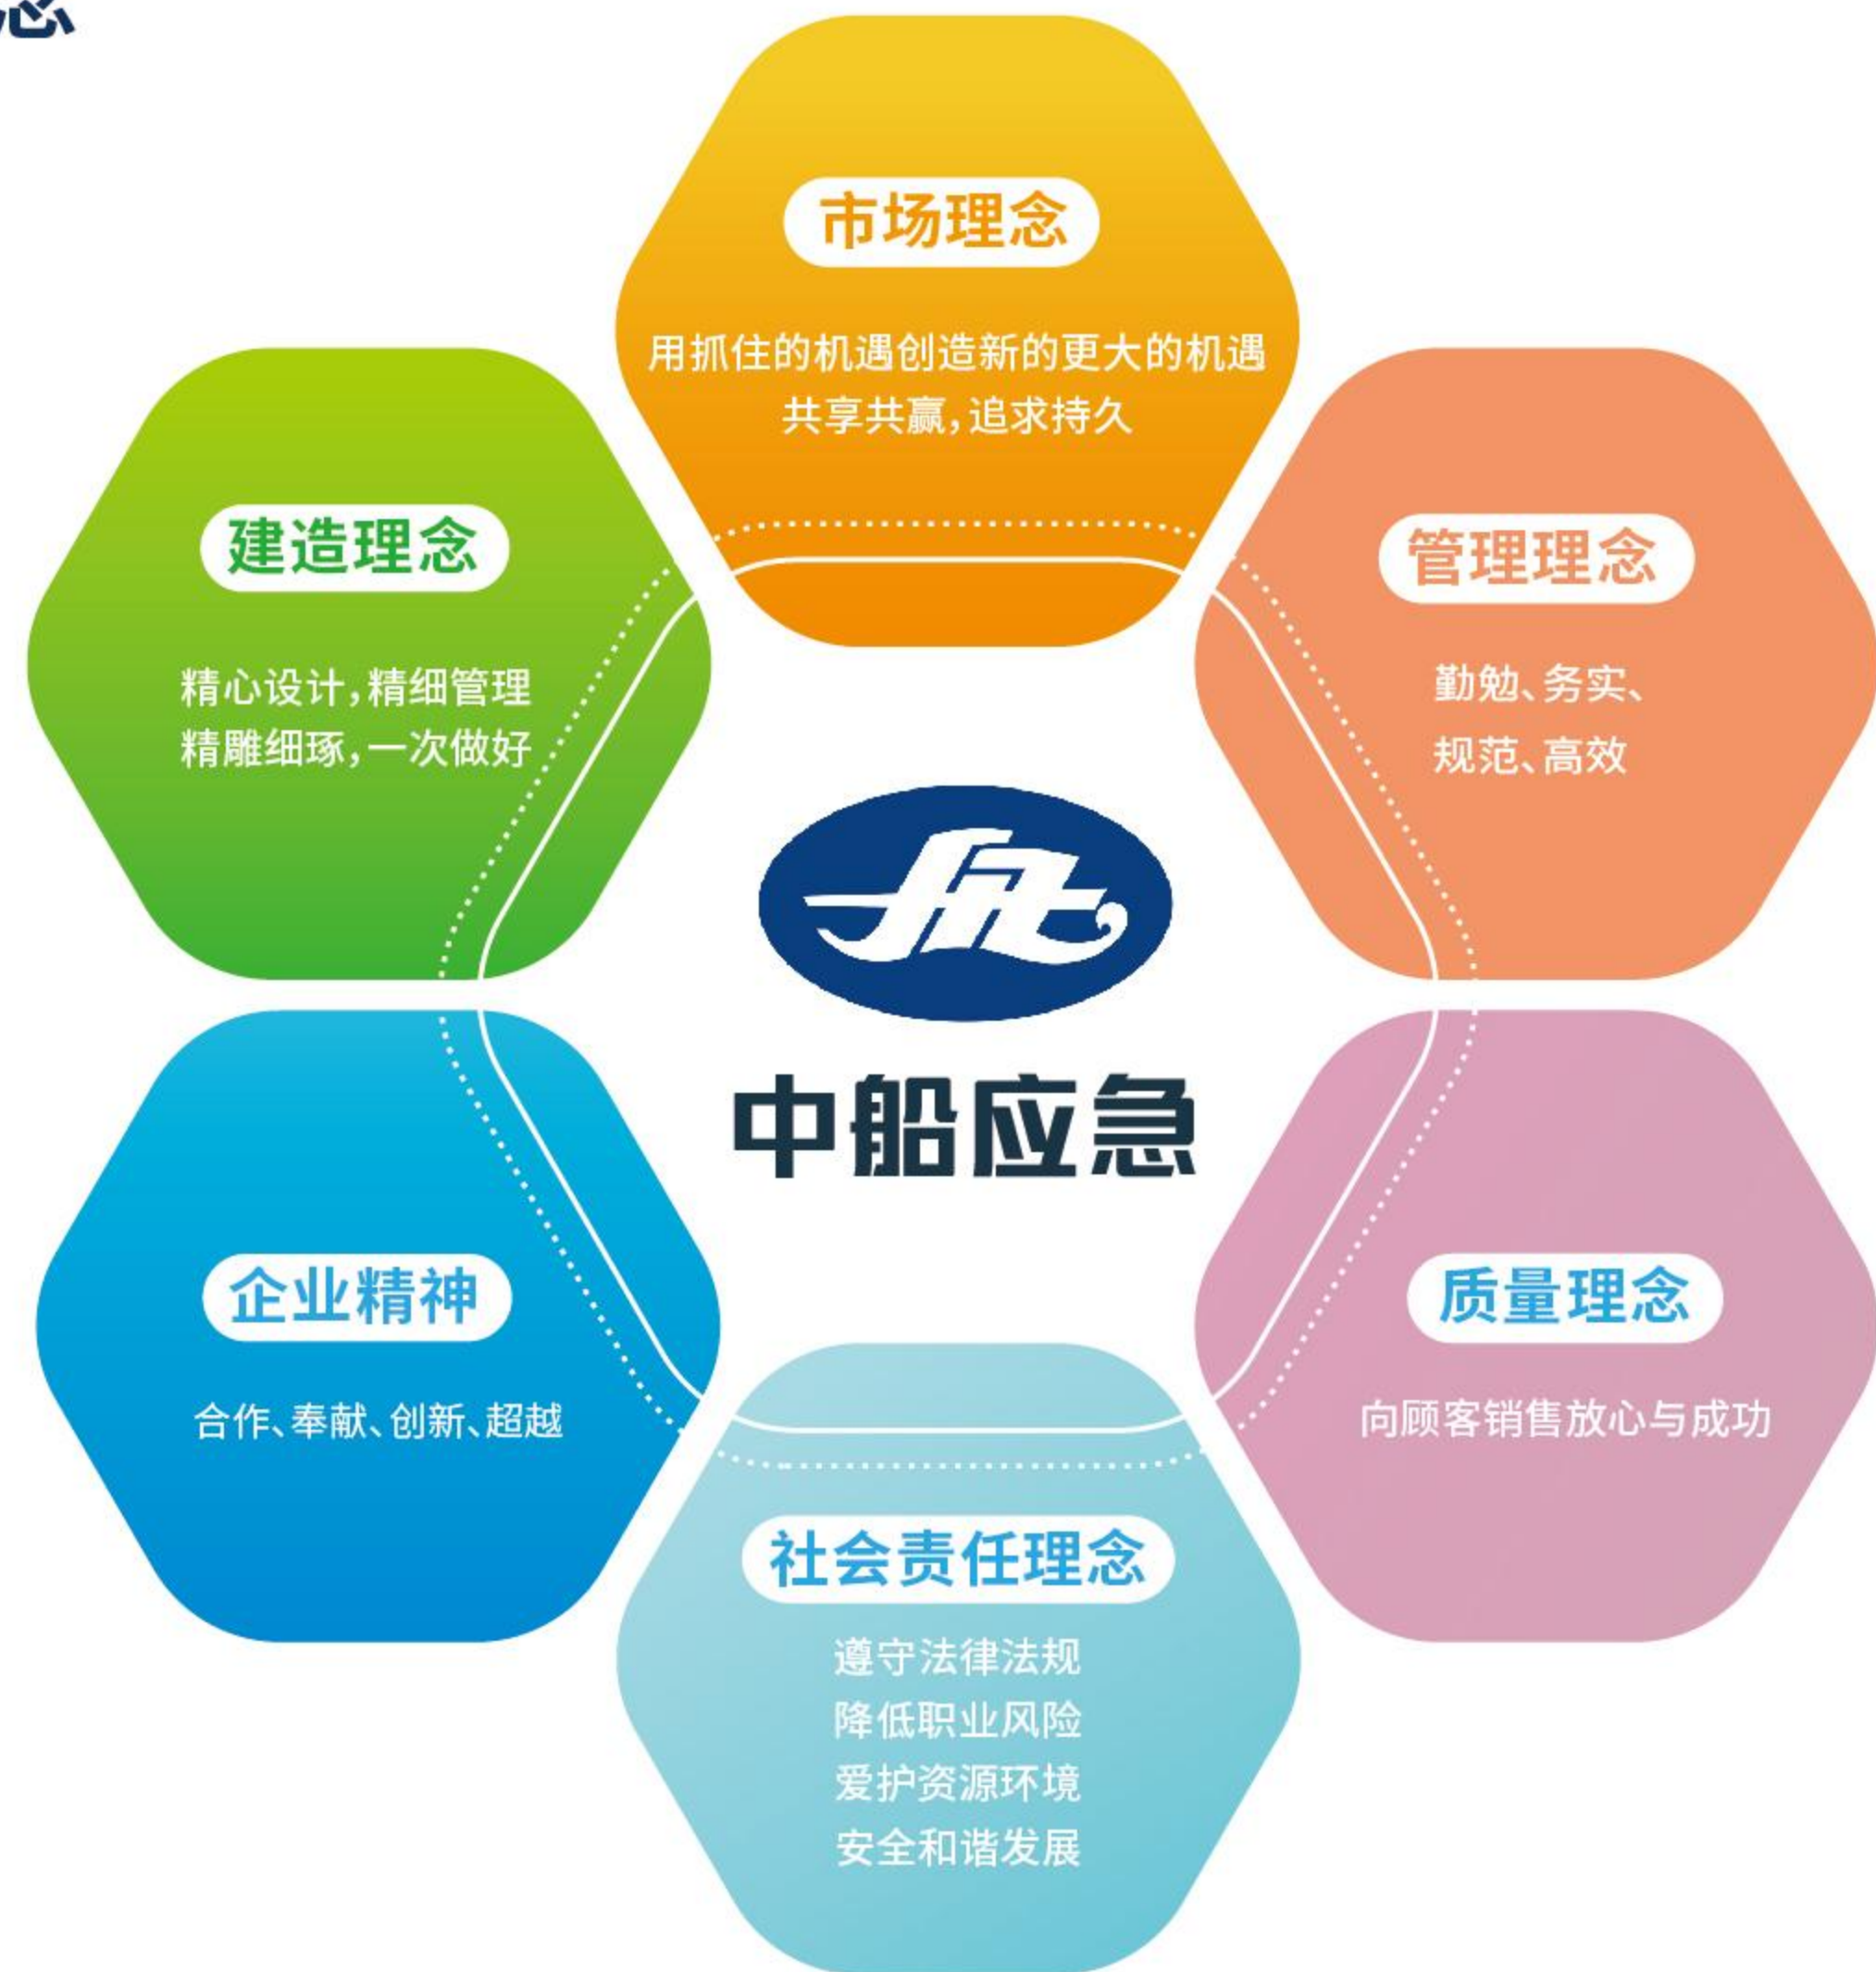 市场理念
用抓住的机遇创造新的更大的机遇
共享共赢,追求持久
建造理念
精心设计,精细管理
精雕细琢,一次做好
管理理念
勤勉、务实、
规范、高效
中船应急
企业精神
合作、奉献、创新、超越
质量理念
向顾客销售放心与成功
社会责任理念
遵守法律法规
降低职业风险
爱护资源环境
安全和谐发展